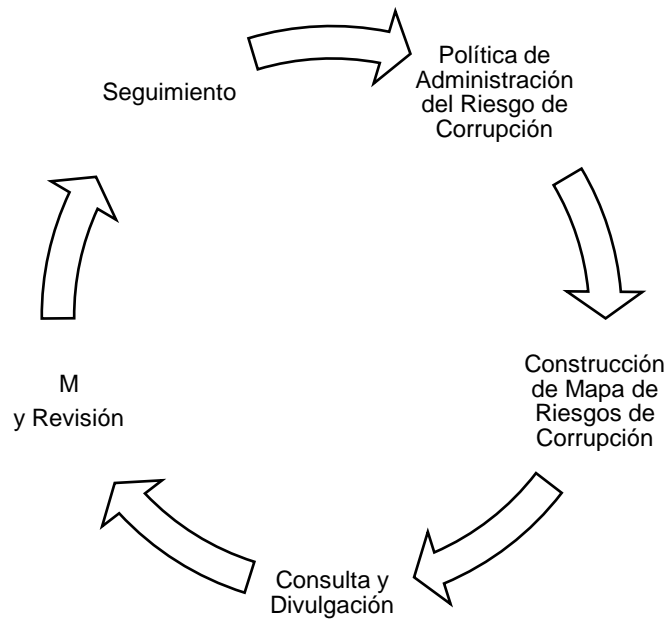 Política de
Administración
del Riesgo de
Corrupción
Construcción
de Mapa de
Riesgos de
Corrupción
Consulta y
Divulgación
M
y Revisión
Seguimiento